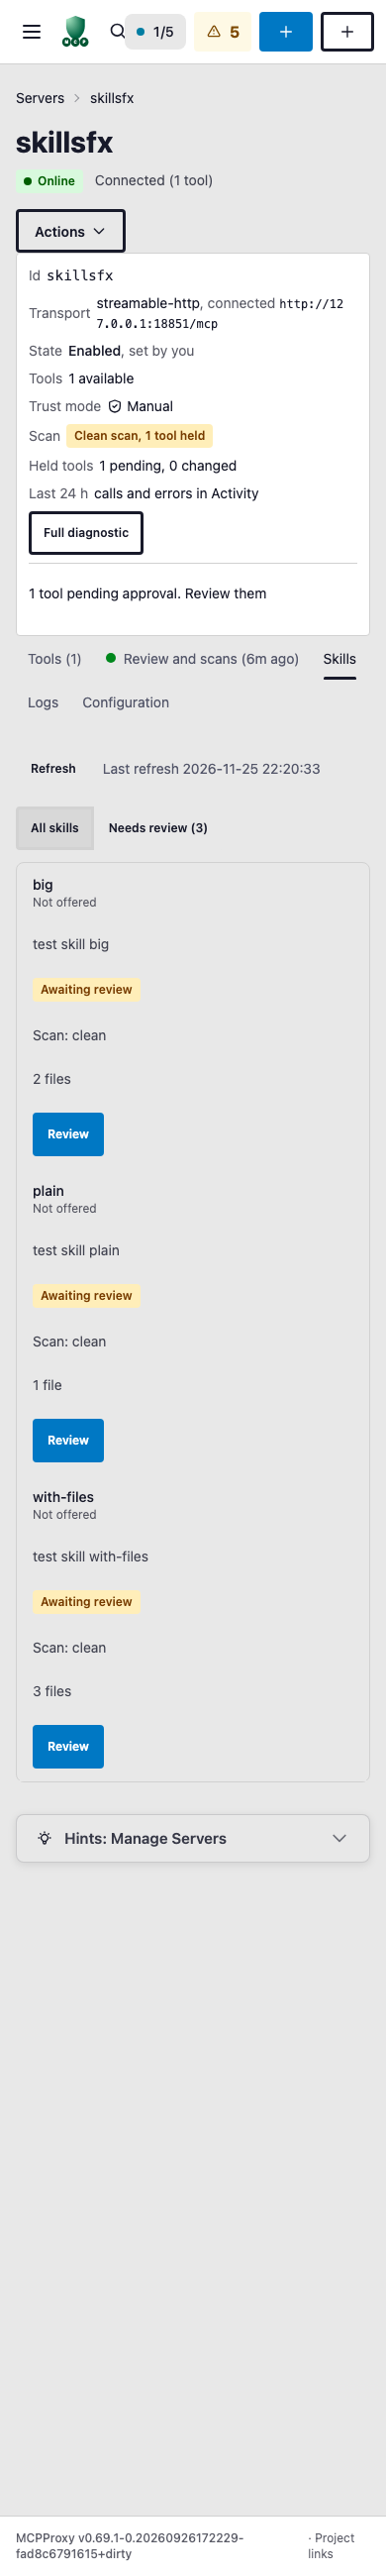 1/5
5
Servers
skillsfx
skillsfx
Online
Connected (1 tool)
Actions
Id skillsfx
Transport streamable-http, connected http://12
7.0.0.1:18851/mcp
State Enabled, set by you
Tools 1 available
Trust mode Manual
Scan Clean scan, 1 tool held
Held tools 1 pending, 0 changed
Last 24 h calls and errors in Activity
Full diagnostic
1 tool pending approval. Review them
Tools (1)
Review and scans (6m ago)
Skills
Logs
Configuration
Refresh
Last refresh 2026-11-25 22:20:33
All skills
Needs review (3)
big
Not offered
test skill big
Awaiting review
Scan: clean
2 files
Review
plain
Not offered
test skill plain
Awaiting review
Scan: clean
1 file
Review
with-files
Not offered
test skill with-files
Awaiting review
Scan: clean
3 files
Review
Hints: Manage Servers
MCPProxy v0.69.1-0.20260926172229-
fad8c6791615+dirty
· Project
links